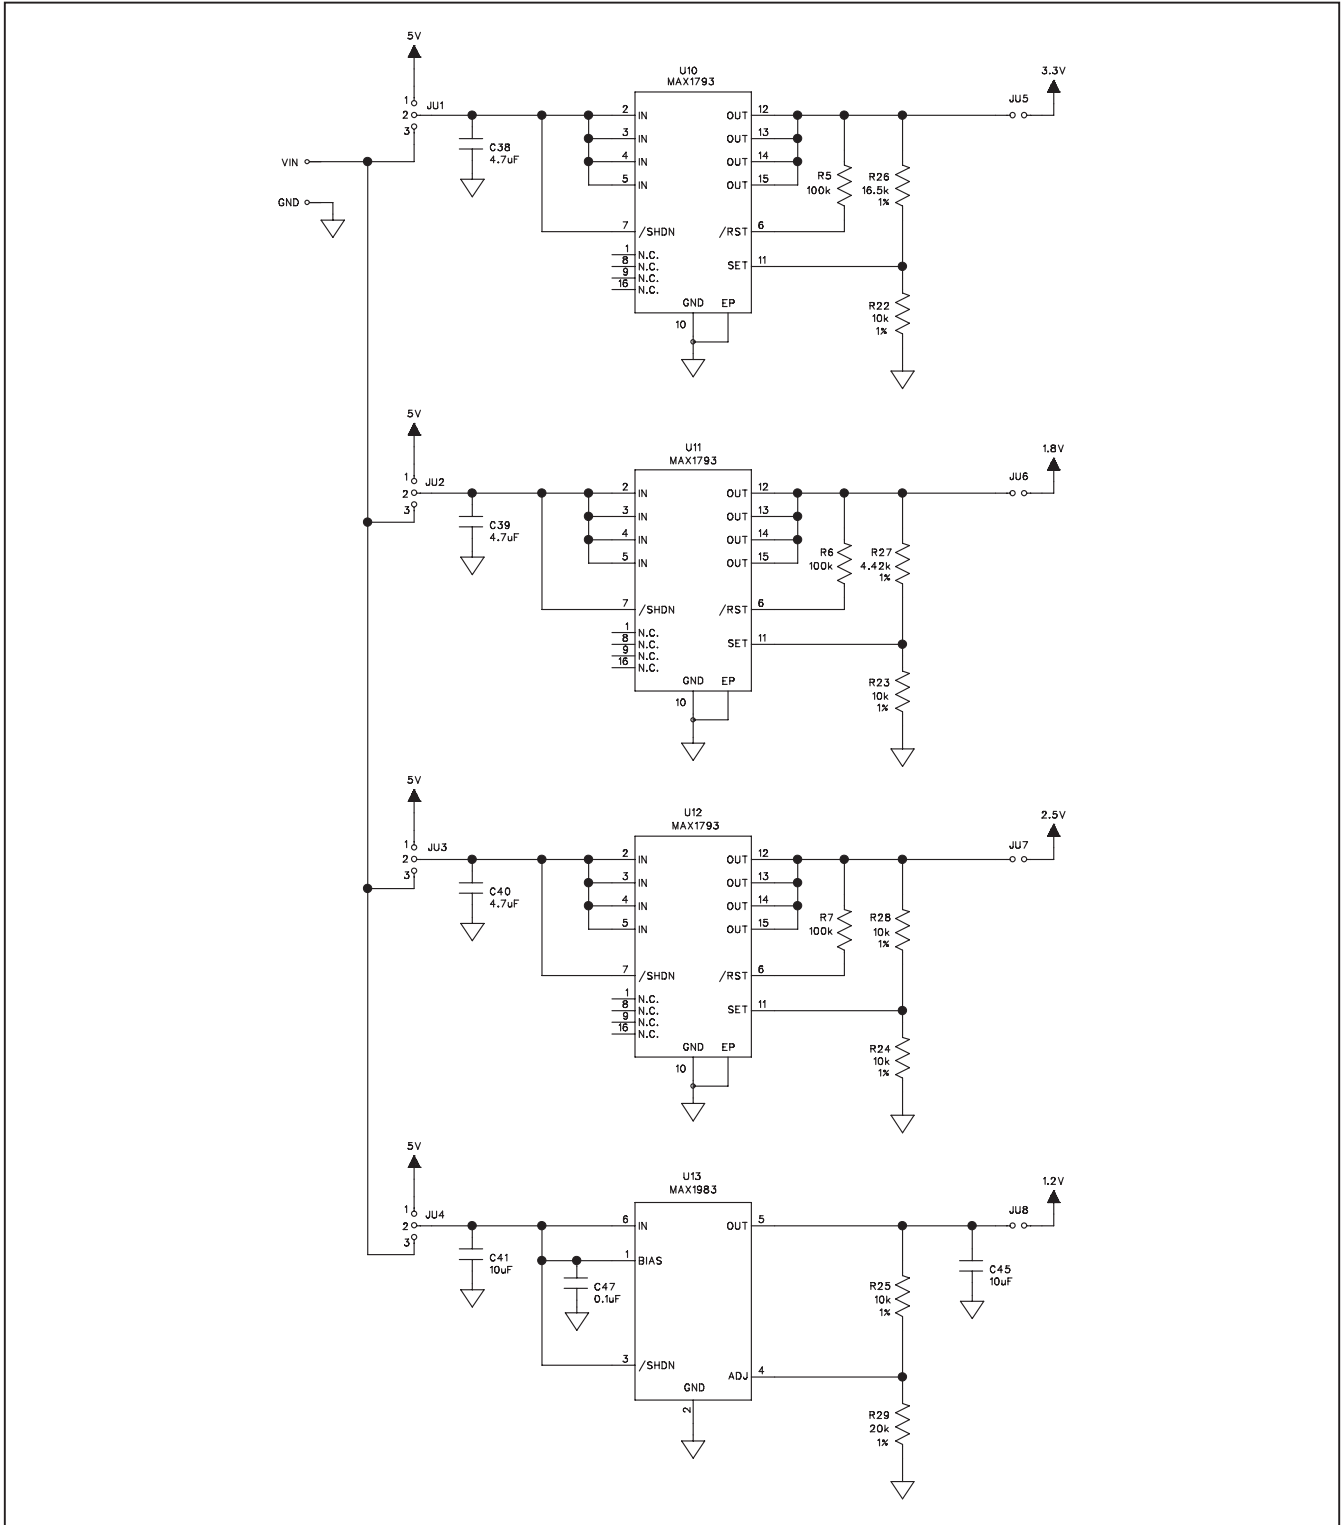 5V
1
2
3
JU1
VIN
GND
C38
4.7uF
U10
MAX1793
2 IN
3 IN
4 IN
5 IN
7 /SHDN
1 N.C.
8 N.C.
9 N.C.
16 N.C.
OUT 12
OUT 13
OUT 14
OUT 15
/RST 6
SET 11
GND EP
10
R5
100k
R26
16.5k
1%
R22
10k
1%
JU5
3.3V
5V
1
2
3
JU2
C39
4.7uF
U11
MAX1793
2 IN
3 IN
4 IN
5 IN
7 /SHDN
1 N.C.
8 N.C.
9 N.C.
16 N.C.
OUT 12
OUT 13
OUT 14
OUT 15
/RST 6
SET 11
GND EP
10
R6
100k
R27
4.42k
1%
R23
10k
1%
JU6
1.8V
5V
1
2
3
JU3
C40
4.7uF
U12
MAX1793
2 IN
3 IN
4 IN
5 IN
7 /SHDN
1 N.C.
8 N.C.
9 N.C.
16 N.C.
OUT 12
OUT 13
OUT 14
OUT 15
/RST 6
SET 11
GND EP
10
R7
100k
R28
10k
1%
R24
10k
1%
JU7
2.5V
5V
1
2
3
JU4
C41
10uF
C47
0.1uF
U13
MAX1983
6 IN
1 BIAS
3 /SHDN
OUT 5
ADJ 4
GND
2
R25
10k
1%
R29
20k
1%
C45
10uF
JU8
1.2V